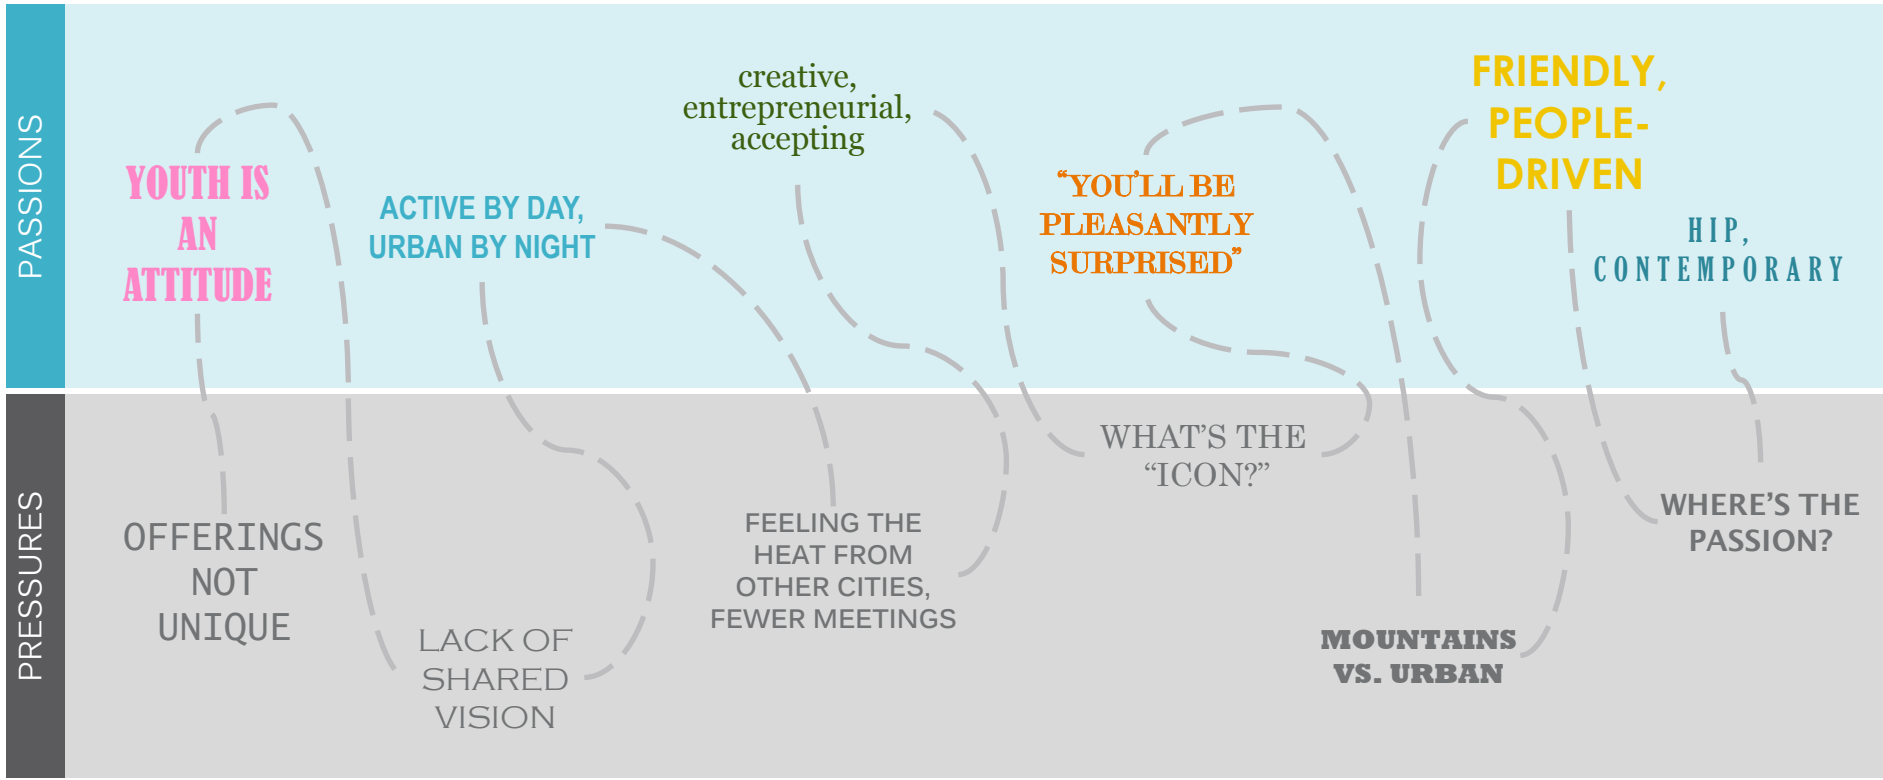 PASSIONS
YOUTH IS
AN
ATTITUDE
ACTIVE BY DAY,
URBAN BY NIGHT
creative,
entrepreneurial,
accepting
“YOU’LL BE
PLEASANTLY
SURPRISED”
FRIENDLY,
PEOPLE-
DRIVEN
HIP,
CONTEMPORARY
PRESSURES
OFFERINGS
NOT
UNIQUE
LACK OF
SHARED
VISION
FEELING THE
HEAT FROM
OTHER CITIES,
FEWER MEETINGS
WHAT’S THE
“ICON?”
MOUNTAINS
VS. URBAN
WHERE’S THE
PASSION?